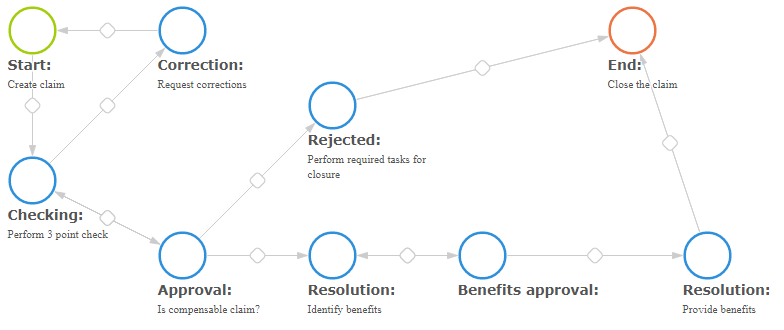 Start:
Create claim
Correction:
Request corrections
End:
Close the claim
Rejected:
Perform required tasks for
closure
Checking:
Perform 3 point check
Approval:
Is compensable claim?
Resolution:
Identify benefits
Benefits approval:
Resolution:
Provide benefits